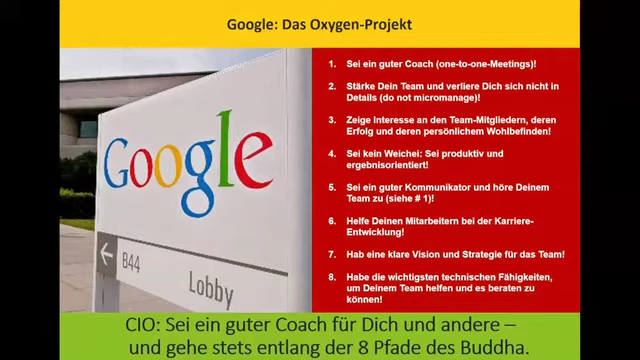 Google: Das Oxygen-Projekt
Google
B44
Lobby
1. Sei ein guter Coach (one-to-one-Meetings)!
2. Stärke Dein Team und verliere Dich sich nicht in
Details (do not micromanage)!
3. Zeige Interesse an den Team-Mitgliedern, deren
Erfolg und deren persönlichem Wohlbefinden!
4. Sei kein Weichei: Sei produktiv und
ergebnisorientiert!
5. Sei ein guter Kommunikator und höre Deinem
Team zu (siehe # 1)!
6. Helfe Deinen Mitarbeitern bei der Karriere-
Entwicklung!
7. Hab eine klare Vision und Strategie für das Team!
8. Habe die wichtigsten technischen Fähigkeiten,
um Deinem Team helfen und es beraten zu
können!
CIO: Sei ein guter Coach für Dich und andere –
und gehe stets entlang der 8 Pfade des Buddha.